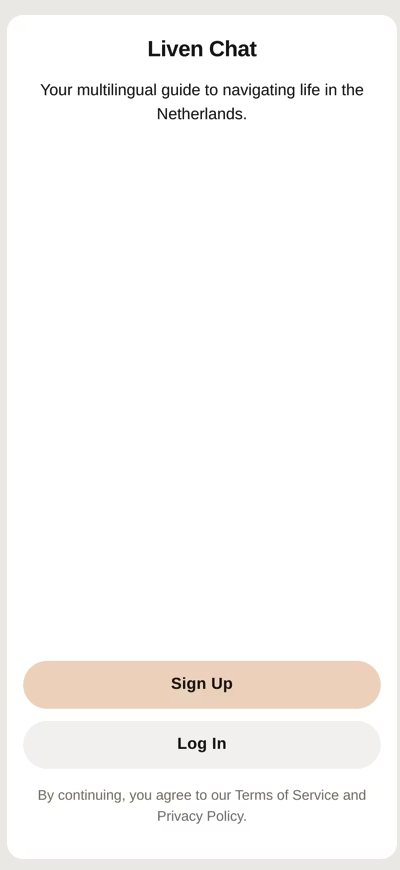 Liven Chat
Your multilingual guide to navigating life in the
Netherlands.
Sign Up
Log In
By continuing, you agree to our Terms of Service and
Privacy Policy.